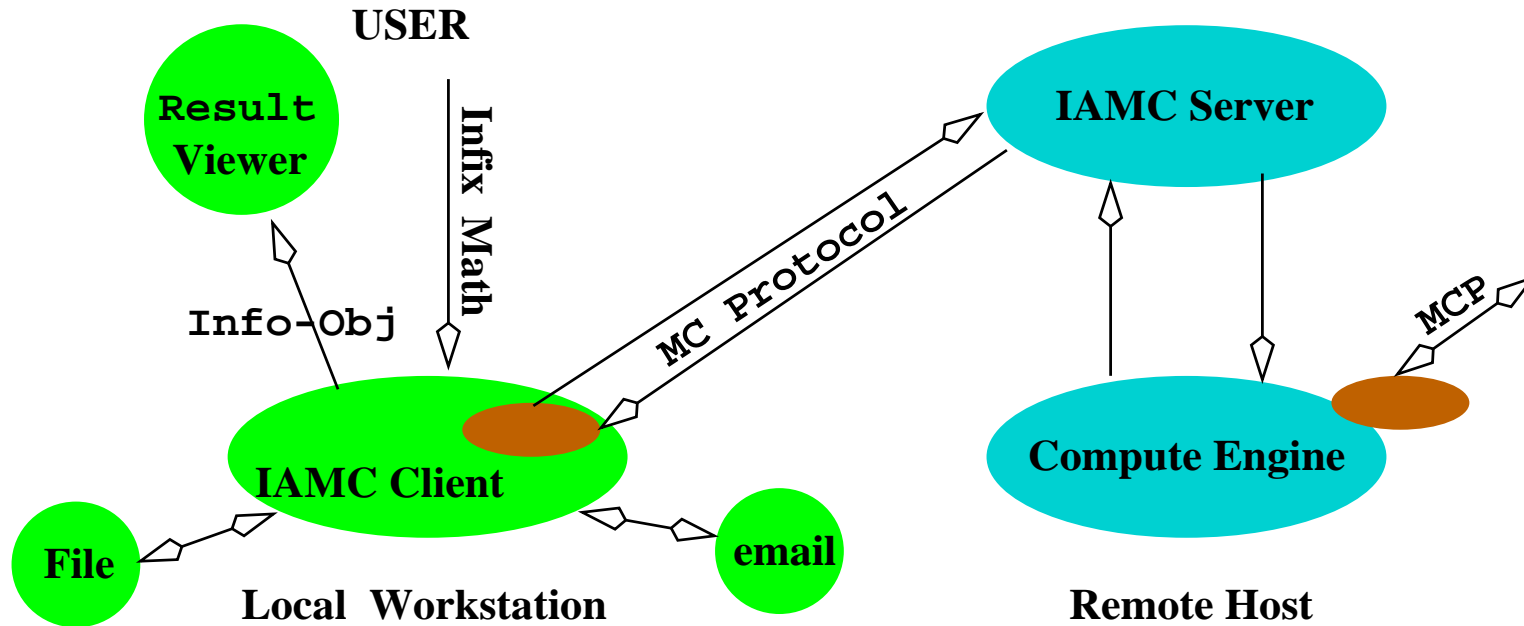 USER
Result
Viewer
Infix Math
IAMC Server
MC Protocol
Info-Obj
MCP
IAMC Client
Compute Engine
File
email
Local Workstation
Remote Host